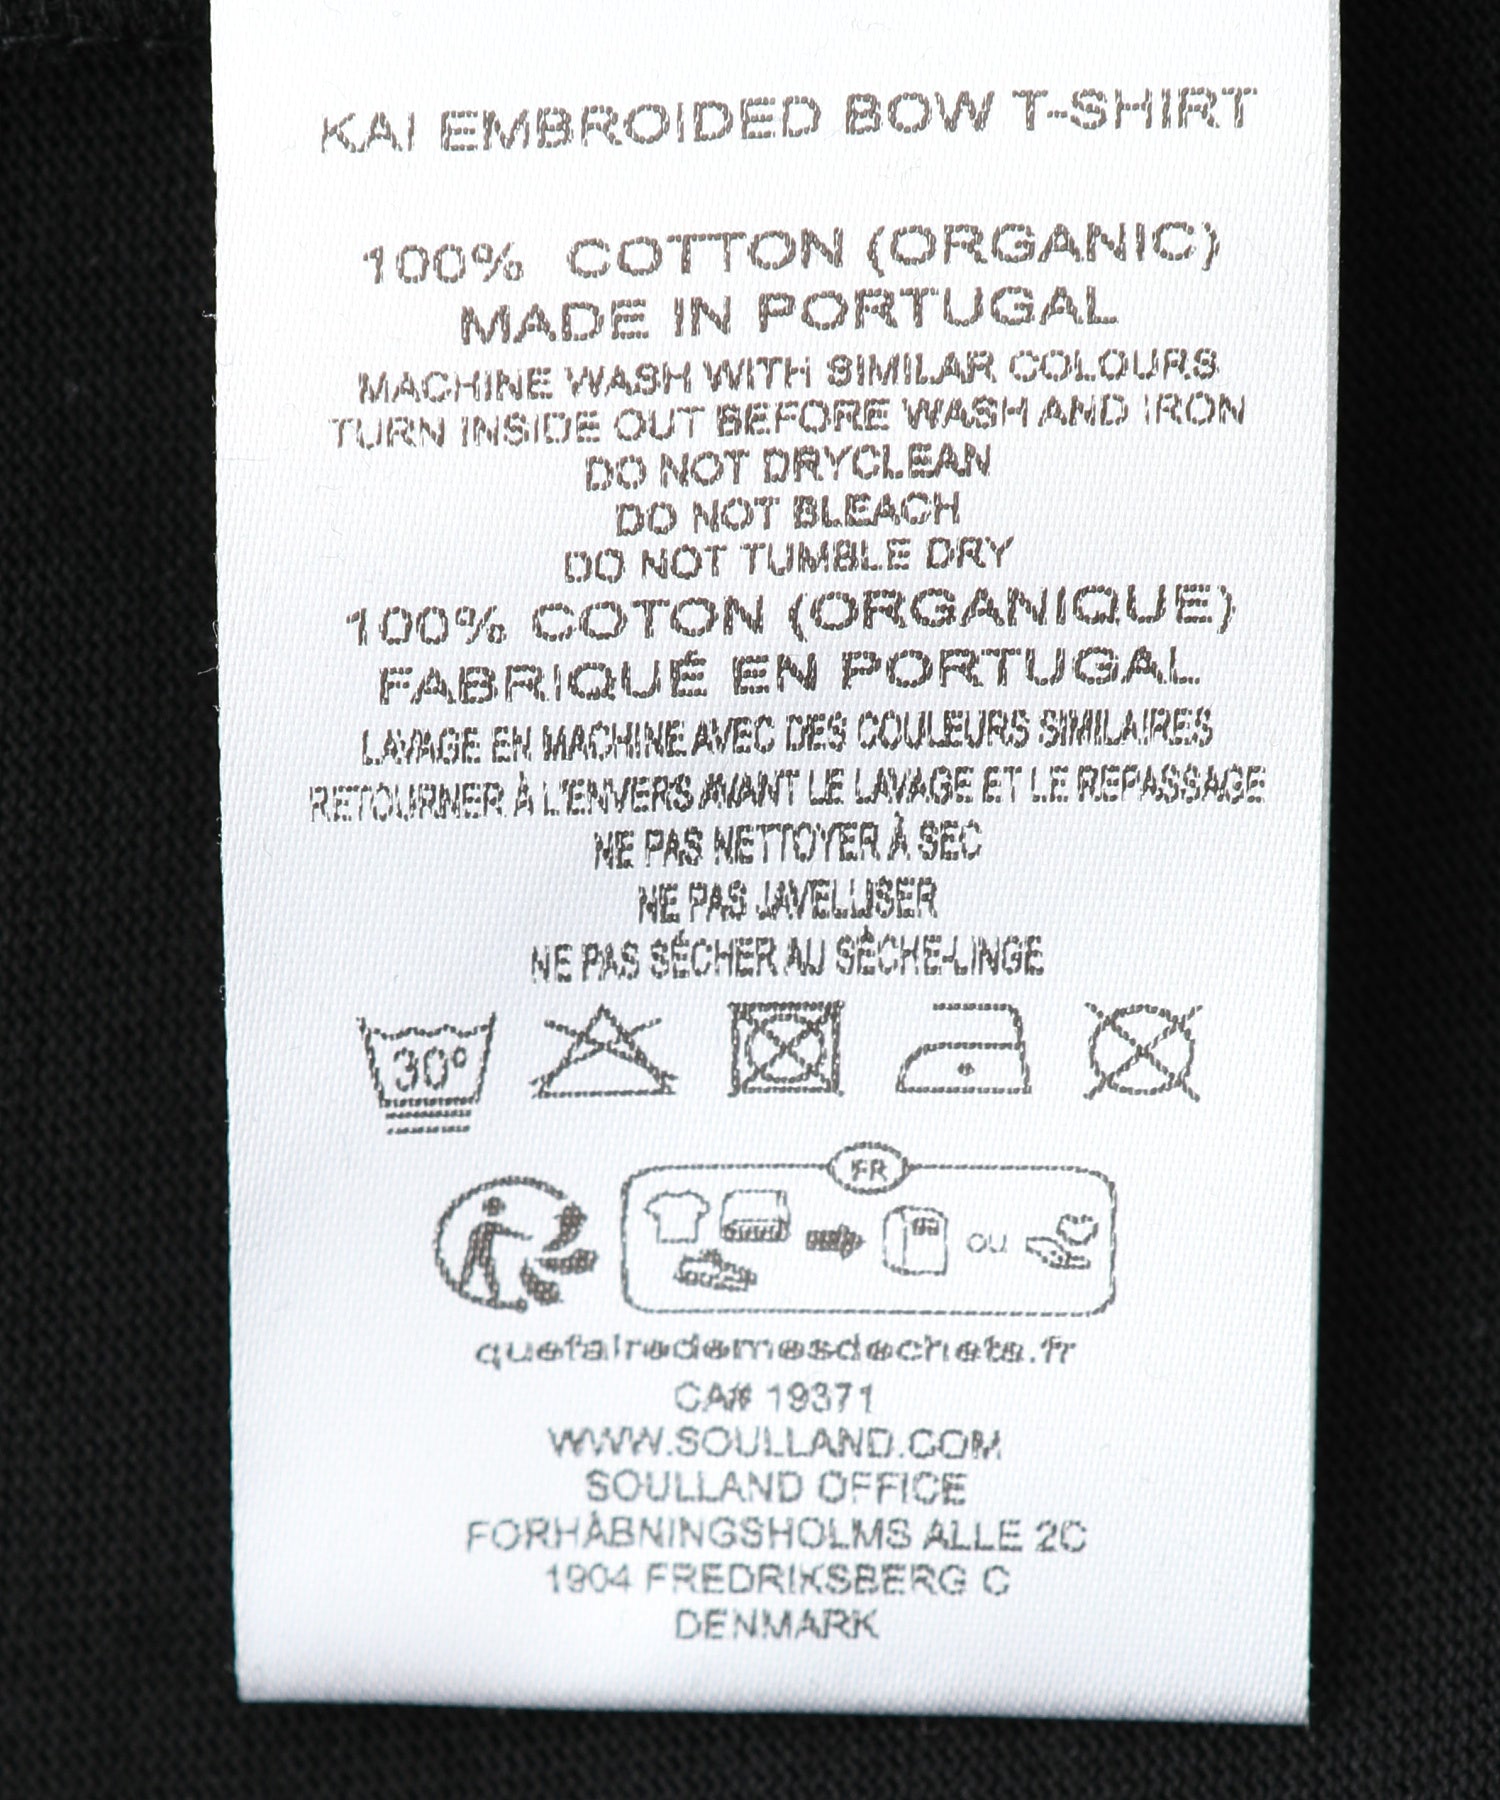 KAI EMBROIDED BOW T-SHIRT
100% COTTON (ORGANIC)
MADE IN PORTUGAL
MACHINE WASH WITH SIMILAR COLOURS
TURN INSIDE OUT BEFORE WASH AND IRON
DO NOT DRYCLEAN
DO NOT BLEACH
DO NOT TUMBLE DRY
100% COTON (ORGANIQUE)
FABRIQUÉ EN PORTUGAL
LAVAGE EN MACHINE AVEC DES COULEURS SIMILAIRES
RETOURNER À L'ENVERS AVANT LE LAVAGE ET LE REPASSAGE
NE PAS NETTOYER À SEC
NE PAS JAVELLISER
NE PAS SÉCHER AU SÈCHE-LINGE
30°
FR
OU
quefairedemesdechets.fr
CA# 19371
WWW.SOULLAND.COM
SOULLAND OFFICE
FORHÅBNINGSHOLMS ALLE 2C
1904 FREDRIKSBERG C
DENMARK